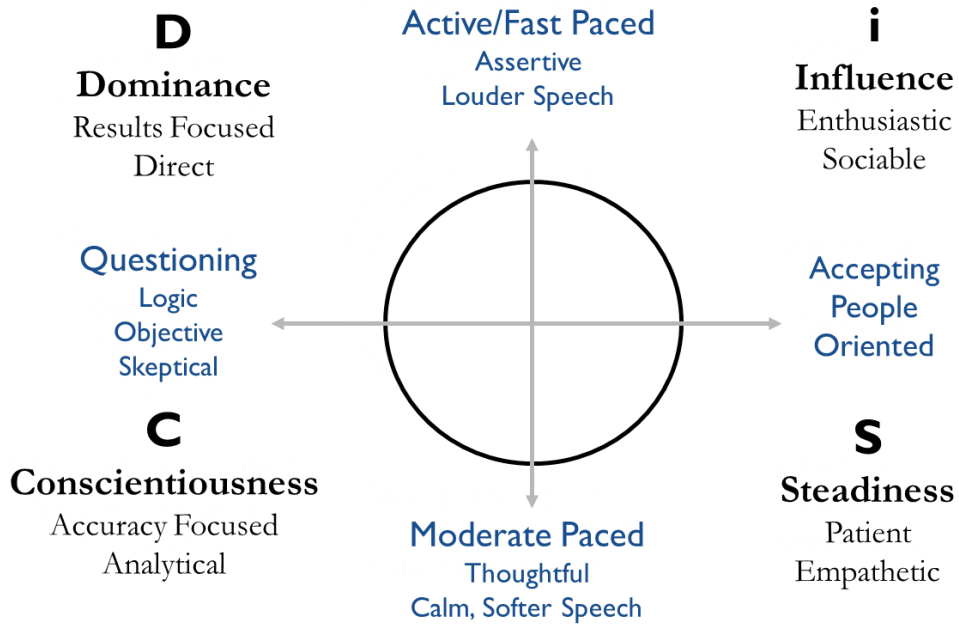 D
Dominance
Results Focused
Direct
Active/Fast Paced
Assertive
Louder Speech
i
Influence
Enthusiastic
Sociable
Questioning
Logic
Objective
Skeptical
Accepting
People
Oriented
C
Conscientiousness
Accuracy Focused
Analytical
Moderate Paced
Thoughtful
Calm, Softer Speech
S
Steadiness
Patient
Empathetic